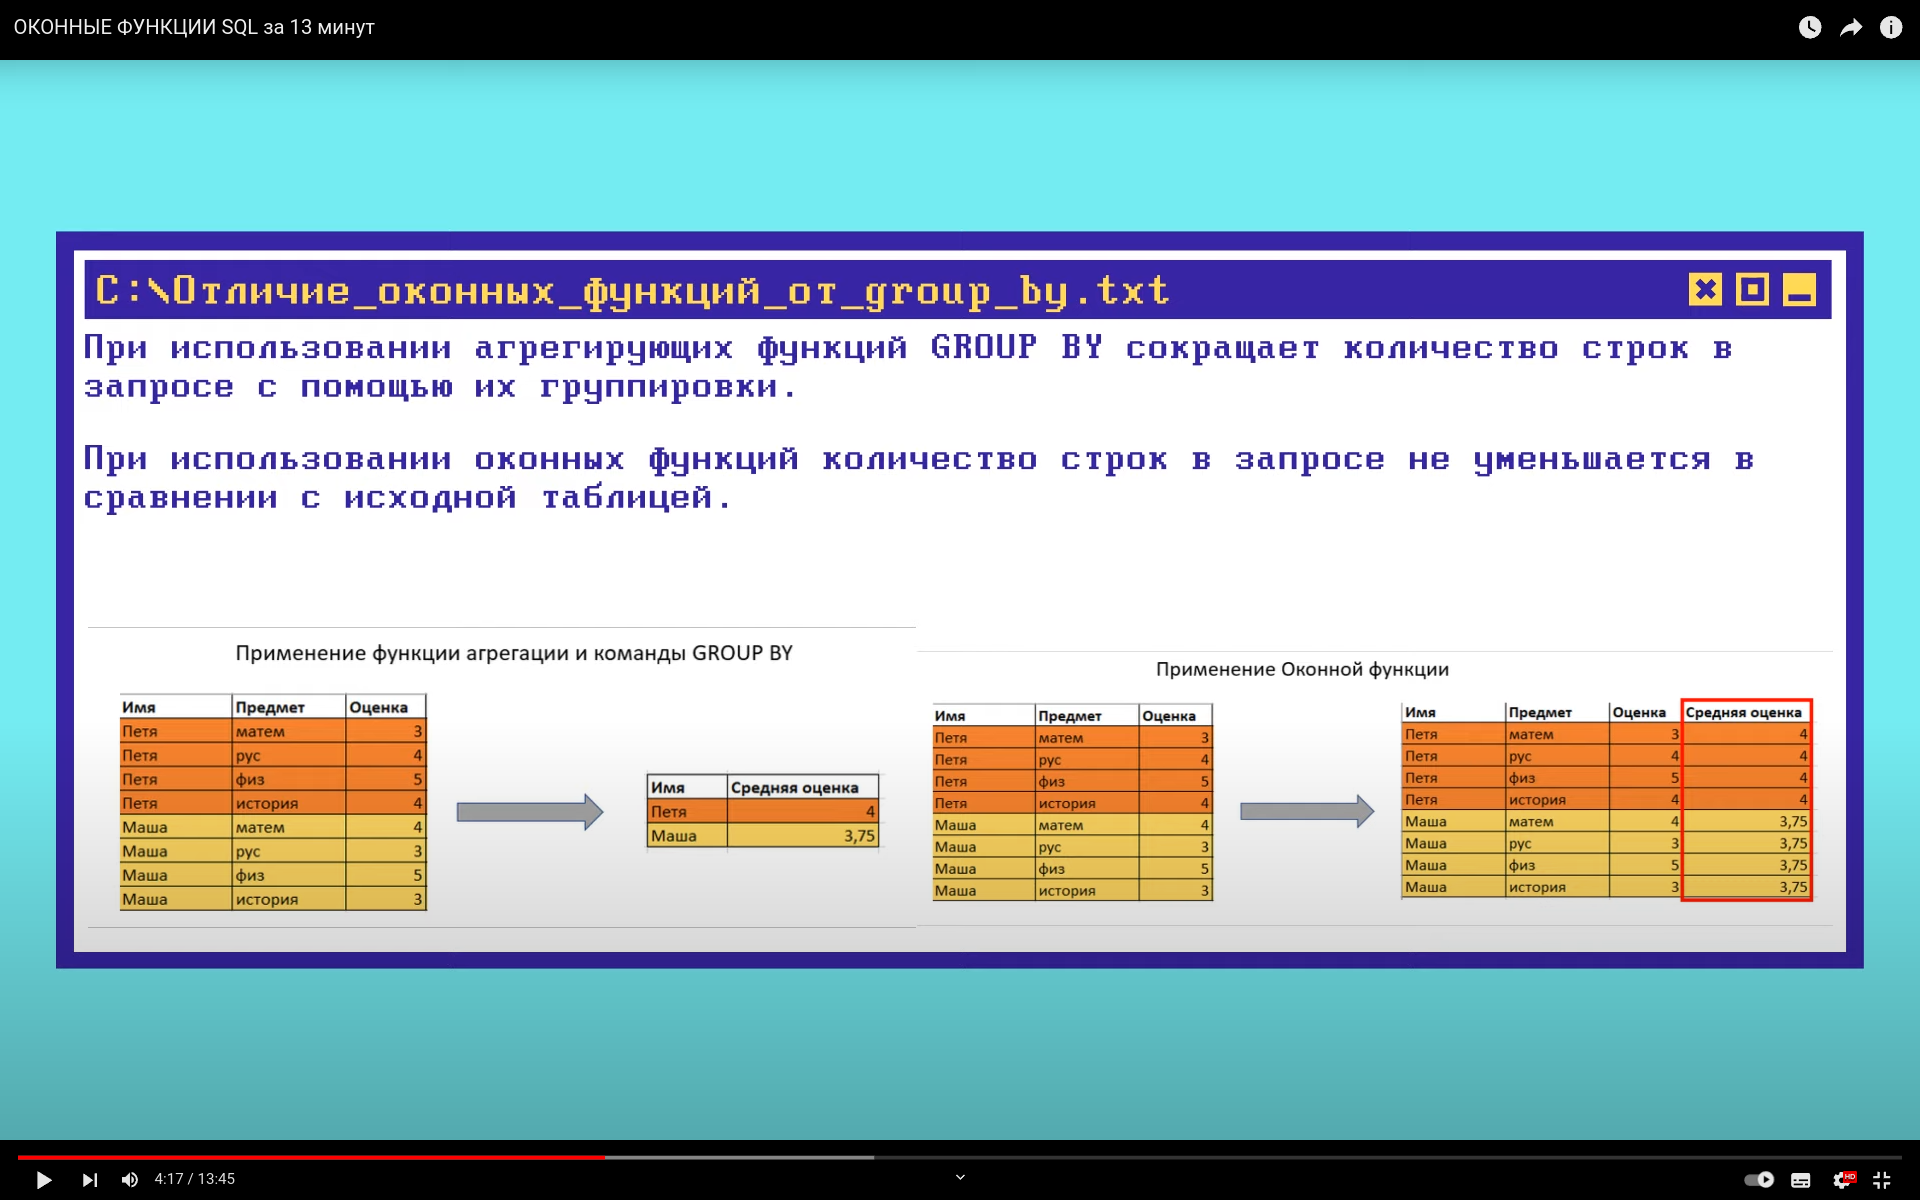 ОКОННЫЕ ФУНКЦИИ SQL за 13 минут
C:\Отличие_оконных_функций_от_group_by.txt
При использовании агрегирующих функций GROUP BY сокращает количество строк в
запросе с помощью их группировки.
При использовании оконных функций количество строк в запросе не уменьшается в
сравнении с исходной таблицей.
Применение функции агрегации и команды GROUP BY
Имя Предмет Оценка
Петя матем 3
Петя рус 4
Петя физ 5
Петя история 4
Маша матем 4
Маша рус 3
Маша физ 5
Маша история 3
Имя Средняя оценка
Петя 4
Маша 3,75
Применение Оконной функции
Имя Предмет Оценка
Петя матем 3
Петя рус 4
Петя физ 5
Петя история 4
Маша матем 4
Маша рус 3
Маша физ 5
Маша история 3
Имя Предмет Оценка Средняя оценка
Петя матем 3 4
Петя рус 4 4
Петя физ 5 4
Петя история 4 4
Маша матем 4 3,75
Маша рус 3 3,75
Маша физ 5 3,75
Маша история 3 3,75
4:17 / 13:45
HD